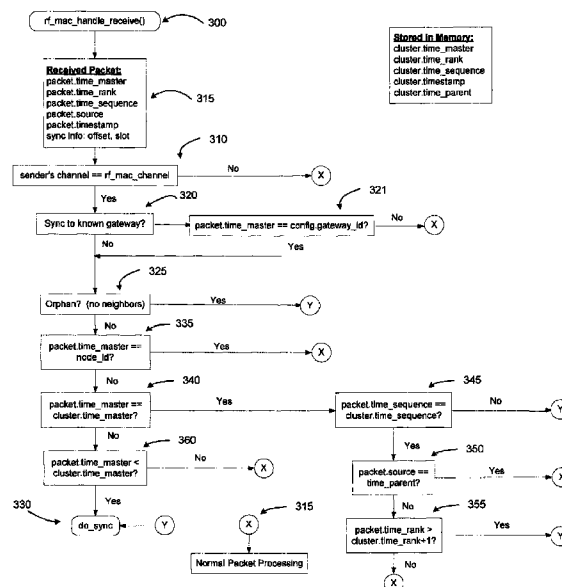 rf_mac_handle_receive()
300
Stored in Memory:
cluster.time_master
cluster.time_rank
cluster.time_sequence
cluster.timestamp
cluster.time_parent
Received Packet:
packet.time_master
packet.time_rank
packet.time_sequence
packet.source
packet.timestamp
sync info: offset, slot
315
310
sender's channel == rf_mac_channel
No
X
Yes
320
321
Sync to known gateway?
packet.time_master == config.gateway_id?
No
X
No
Yes
325
Orphan? (no neighbors)
Yes
Y
No
335
packet.time_master ==
node_id?
Yes
X
No
340
345
packet.time_master ==
cluster.time_master?
Yes
packet.time_sequence ==
cluster.time_sequence?
No
Y
No
360
Yes
350
packet.time_master <
cluster.time_master?
No
X
packet.source ==
time_parent?
Yes
X
Yes
315
No
355
330
do_sync
Y
X
packet.time_rank >
cluster.time_rank+1?
Yes
Y
Normal Packet Processing
No
X